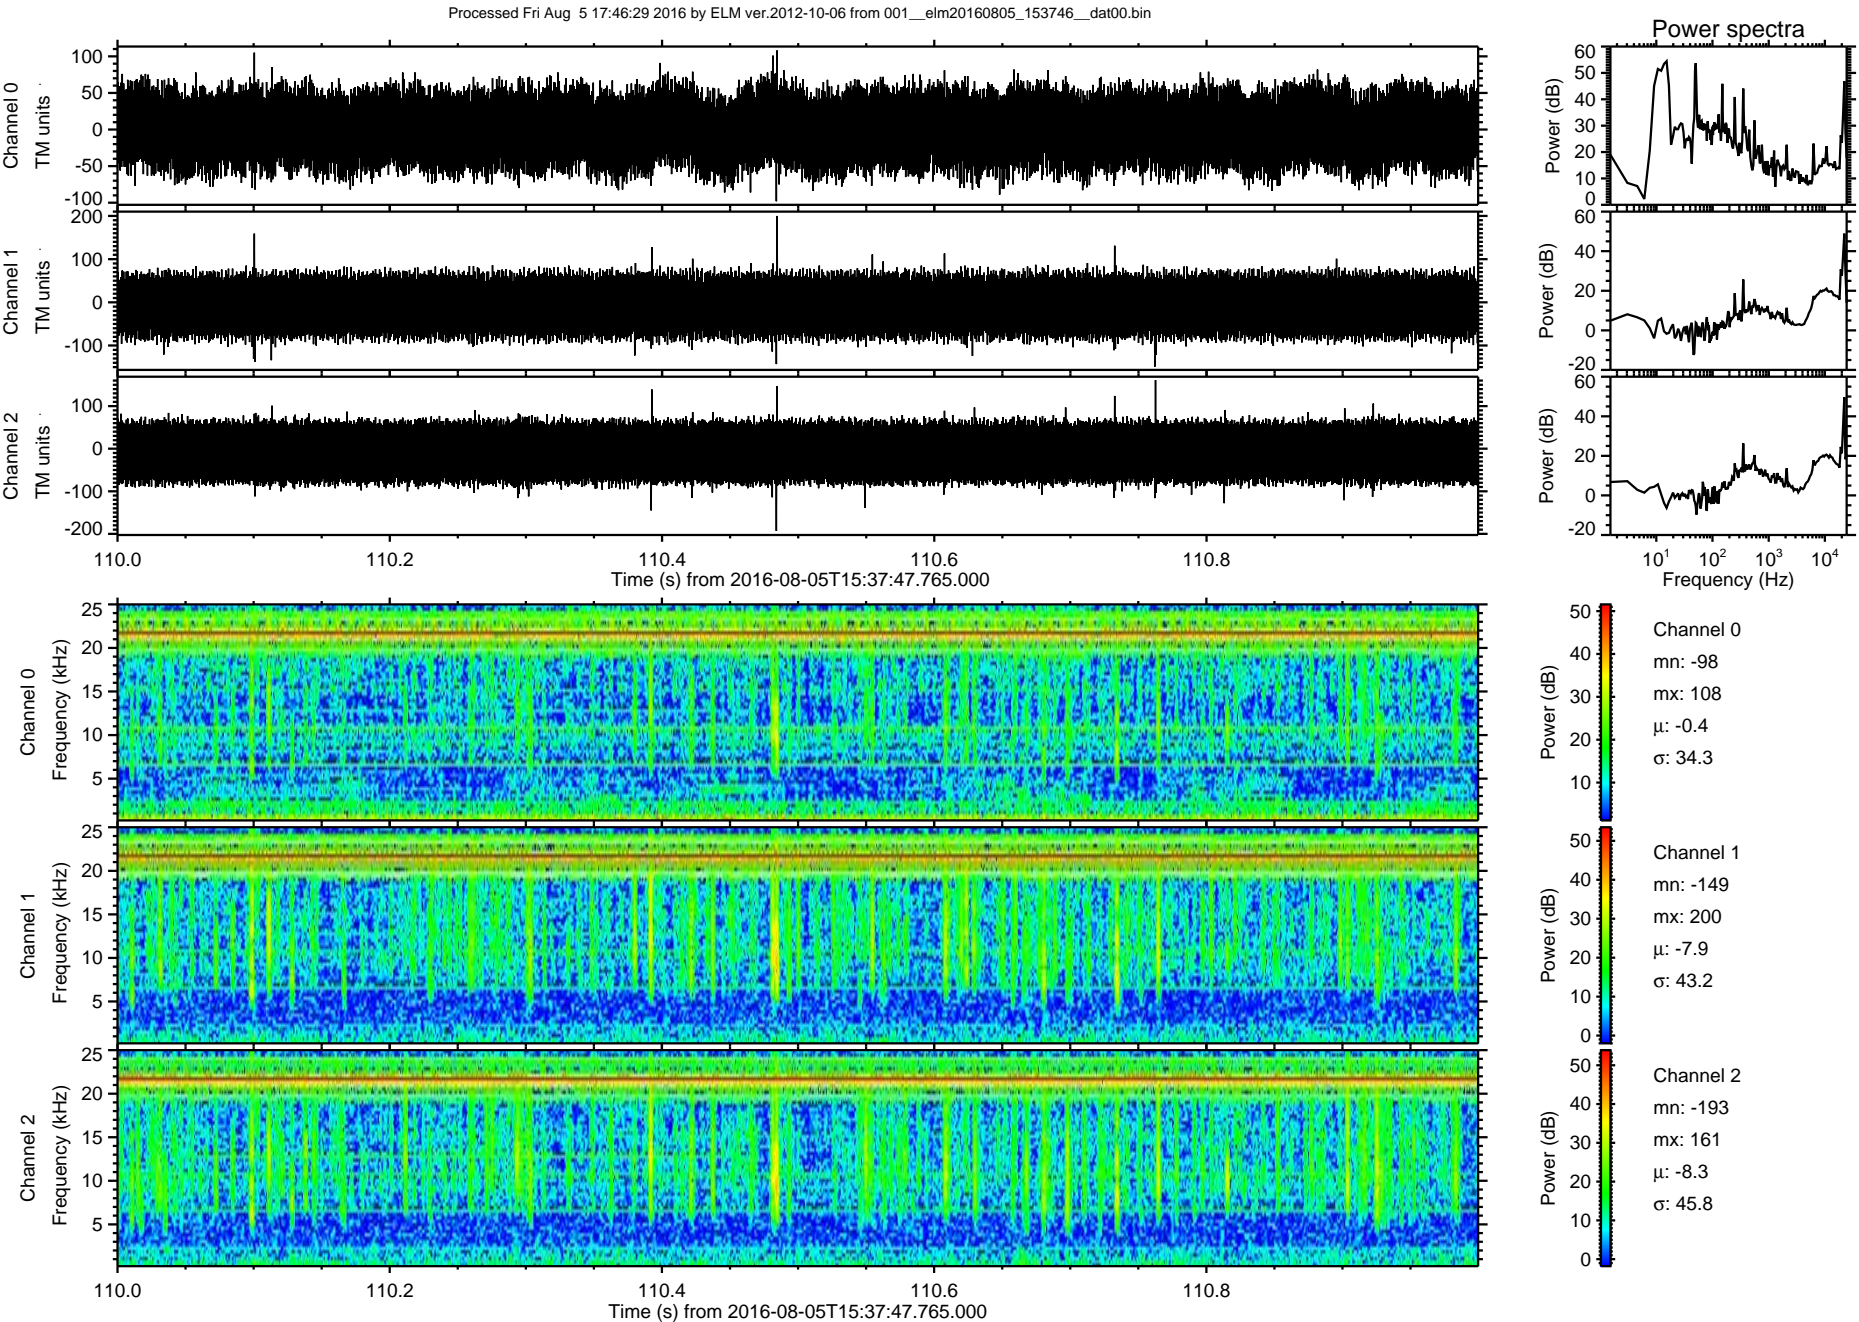 Processed Fri Aug  5 17:46:29 2016 by ELM ver.2012-10-06 from 001__elm20160805_153746__dat00.bin
Power spectra
Channel 0
TM units
100
50
0
-50
-100
Power (dB)
60
50
40
30
20
10
0
Channel 1
TM units
200
100
0
-100
Power (dB)
60
40
20
0
-20
Channel 2
TM units
100
0
-100
-200
Power (dB)
60
40
20
0
-20
110.0
110.2
110.4
110.6
110.8
Time (s) from 2016-08-05T15:37:47.765.000
10^1
10^2
10^3
10^4
Frequency (Hz)
Channel 0
Frequency (kHz)
25
20
15
10
5
Power (dB)
50
40
30
20
10
Channel 0
mn: -98
mx: 108
μ: -0.4
σ: 34.3
Channel 1
Frequency (kHz)
25
20
15
10
5
Power (dB)
50
40
30
20
10
0
Channel 1
mn: -149
mx: 200
μ: -7.9
σ: 43.2
Channel 2
Frequency (kHz)
25
20
15
10
5
Power (dB)
50
40
30
20
10
0
Channel 2
mn: -193
mx: 161
μ: -8.3
σ: 45.8
110.0
110.2
110.4
110.6
110.8
Time (s) from 2016-08-05T15:37:47.765.000